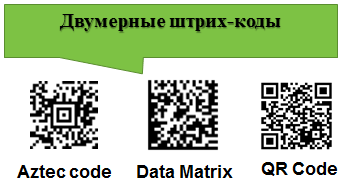 Двумерные штрих-коды
Aztec code Data Matrix QR Code